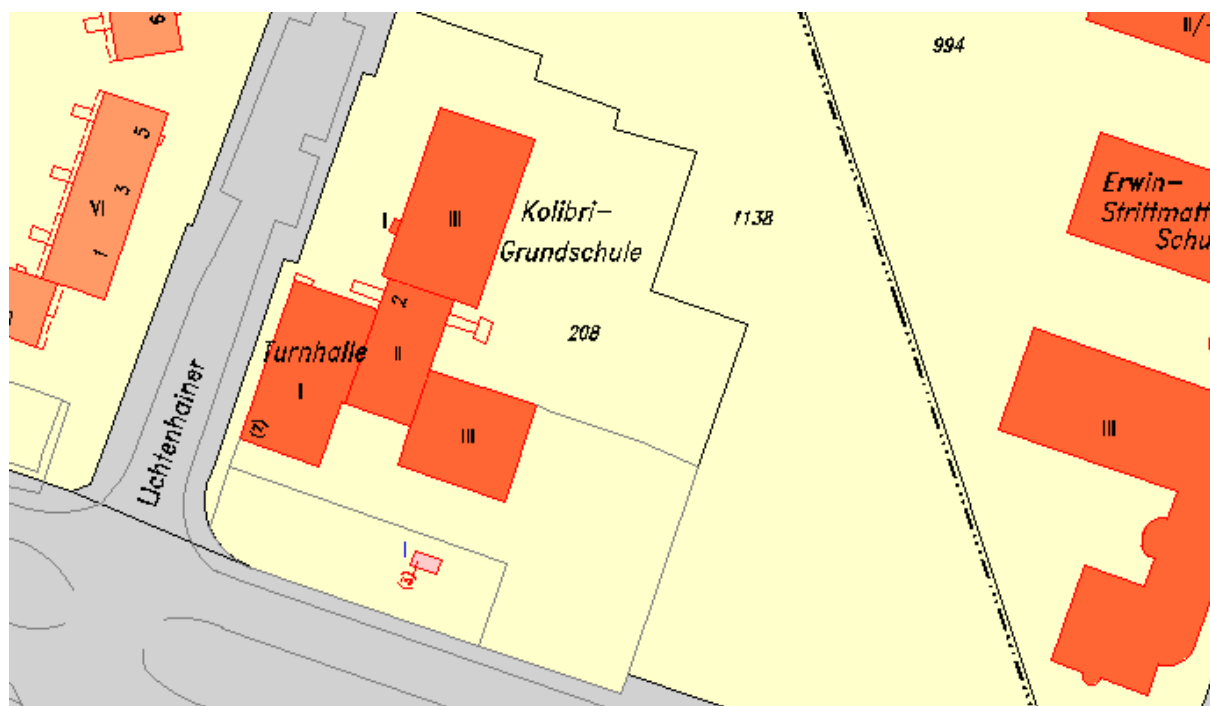 6
II/-
994
5
3
VI
1
I
III
Kolibri-
Grundschule
1138
Erwin-
Strittmatt
Schu
2
208
Turnhalle
II
I
(2)
III
III
Lichtenhainer
I
(3)